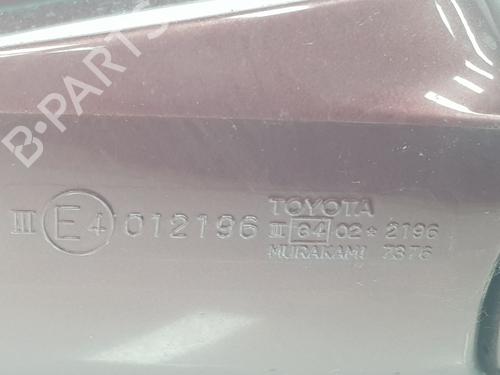 B-PARTS
III E4 012196
TOYOTA
III 64 02*2196
MURAKAMI 7376